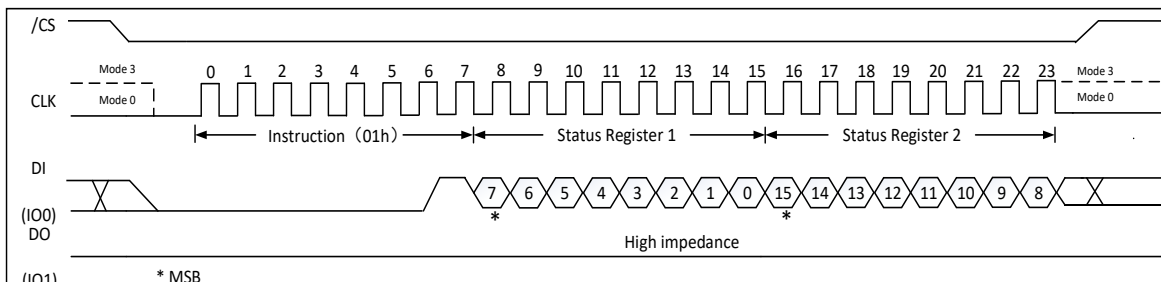 /CS
Mode 3
0 1 2 3 4 5 6 7 8 9 10 11 12 13 14 15 16 17 18 19 20 21 22 23
Mode 3
CLK
Mode 0
Mode 0
Instruction（01h）
Status Register 1
Status Register 2
DI
7 6 5 4 3 2 1 0 15 14 13 12 11 10 9 8
(IO0)
* *
DO
High impedance
(IO1)
* MSB